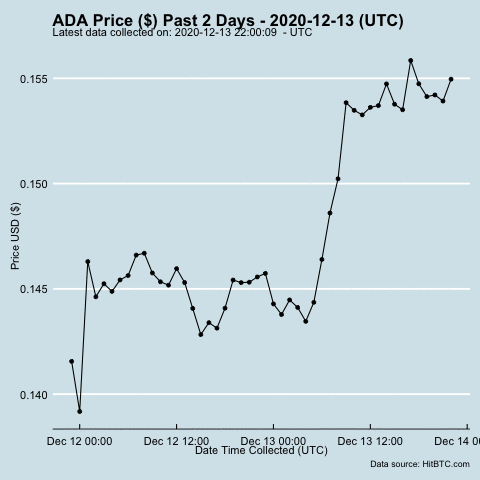 ADA Price ($) Past 2 Days - 2020-12-13 (UTC)
Latest data collected on: 2020-12-13 22:00:09  - UTC
0.155
0.150
0.145
0.140
Price USD ($)
Dec 12 00:00 Dec 12 12:00 Dec 13 00:00 Dec 13 12:00 Dec 14 0
Date Time Collected (UTC)
Data source: HitBTC.com